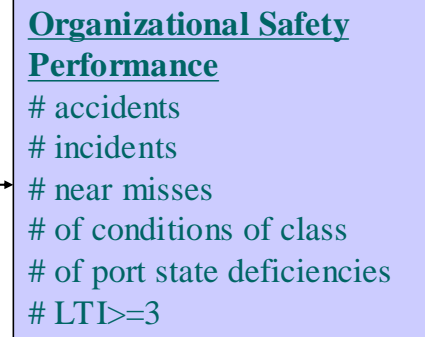 Organizational Safety
Performance
# accidents
# incidents
# near misses
# of conditions of class
# of port state deficiencies
# LTI>=3